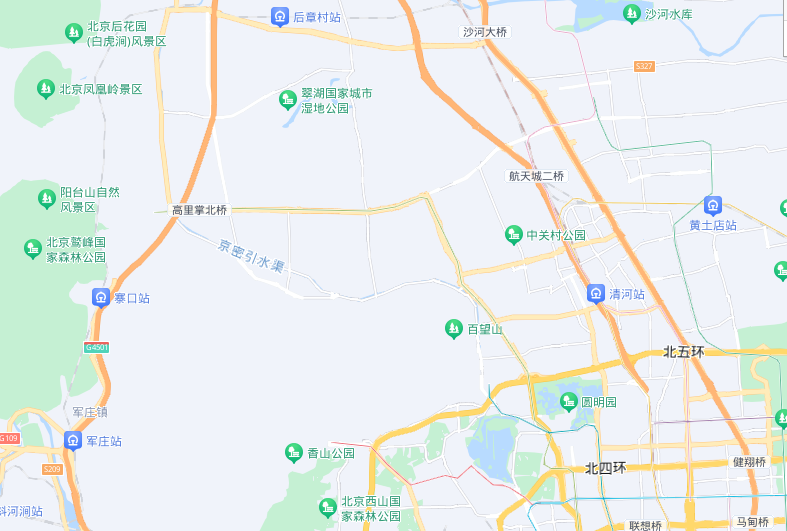 北京后花园
(白虎涧)风景区
后章村站
沙河水库
沙河大桥
S327
北京凤凰岭景区
翠湖国家城市
湿地公园
航天城二桥
阳台山自然
风景区
高里掌北桥
黄土店站
中关村公园
北京鹫峰国
家森林公园
京密引水渠
寨口站
清河站
百望山
G4501
北五环
圆明园
军庄镇
G109
军庄站
香山公园
S209
北四环
健翔桥
北京西山国
家森林公园
斜河涧站
联想桥
马甸桥